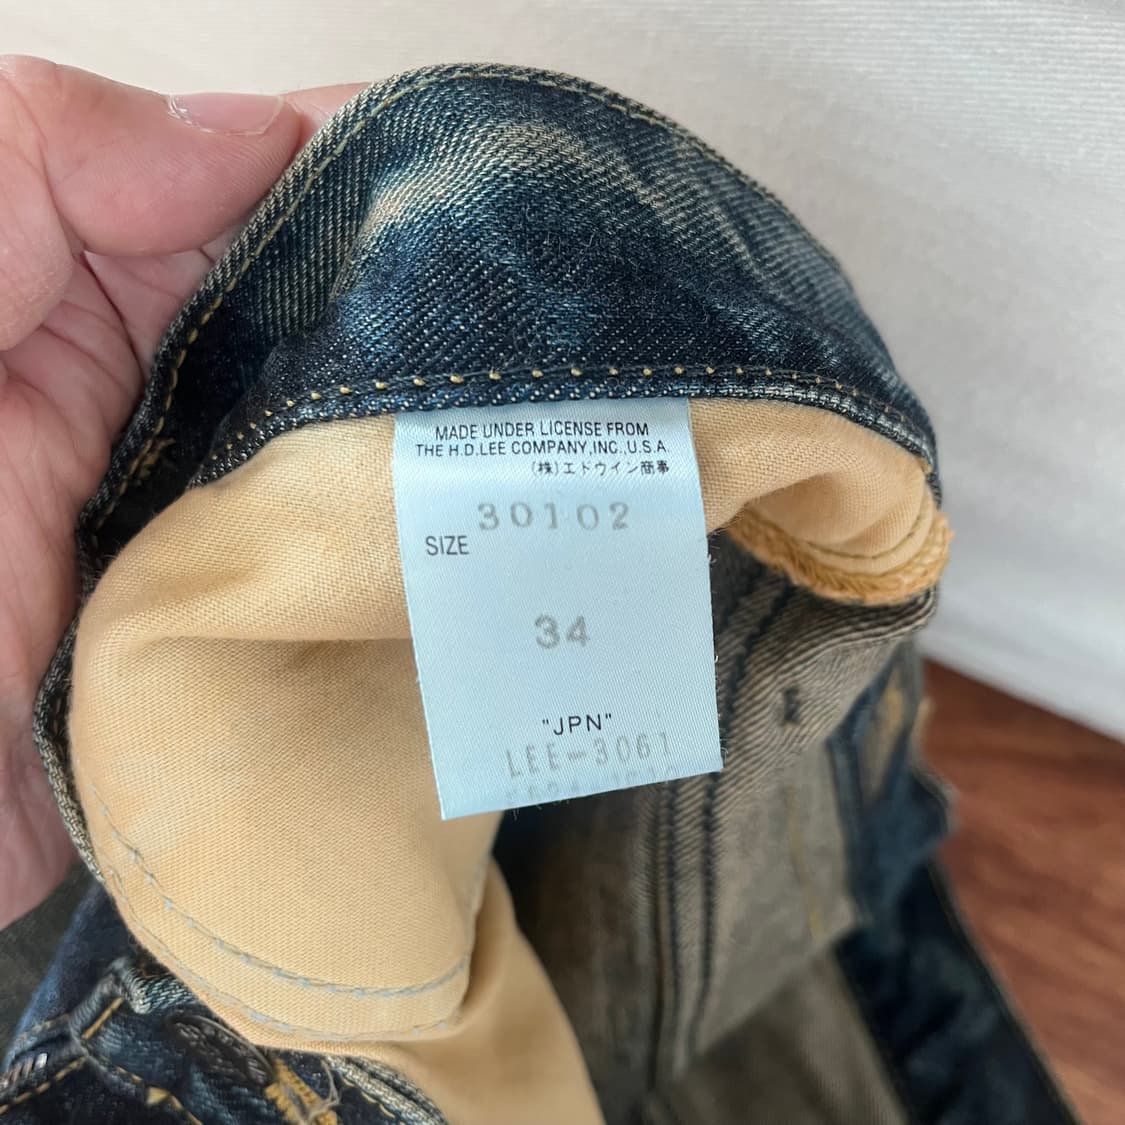 MADE UNDER LICENSE FROM
THE H.D.LEE COMPANY,INC.,U.S.A.
(株)エドウイン商事
30102
SIZE
34
"JPN"
LEE-3061